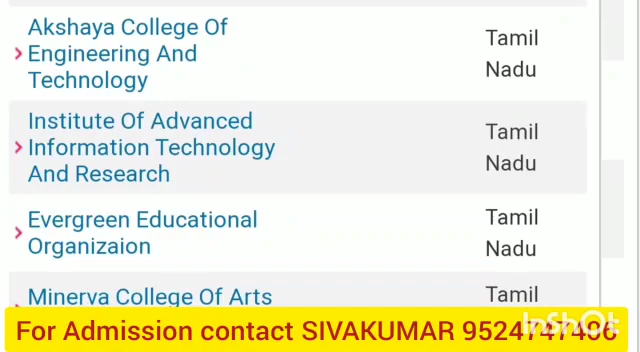 Akshaya College Of
Engineering And
Technology
Tamil
Nadu
Institute Of Advanced
Information Technology
And Research
Tamil
Nadu
Evergreen Educational
Organizaion
Tamil
Nadu
Minerva College Of Arts
Tamil
For Admission contact SIVAKUMAR 9524747406
InShot